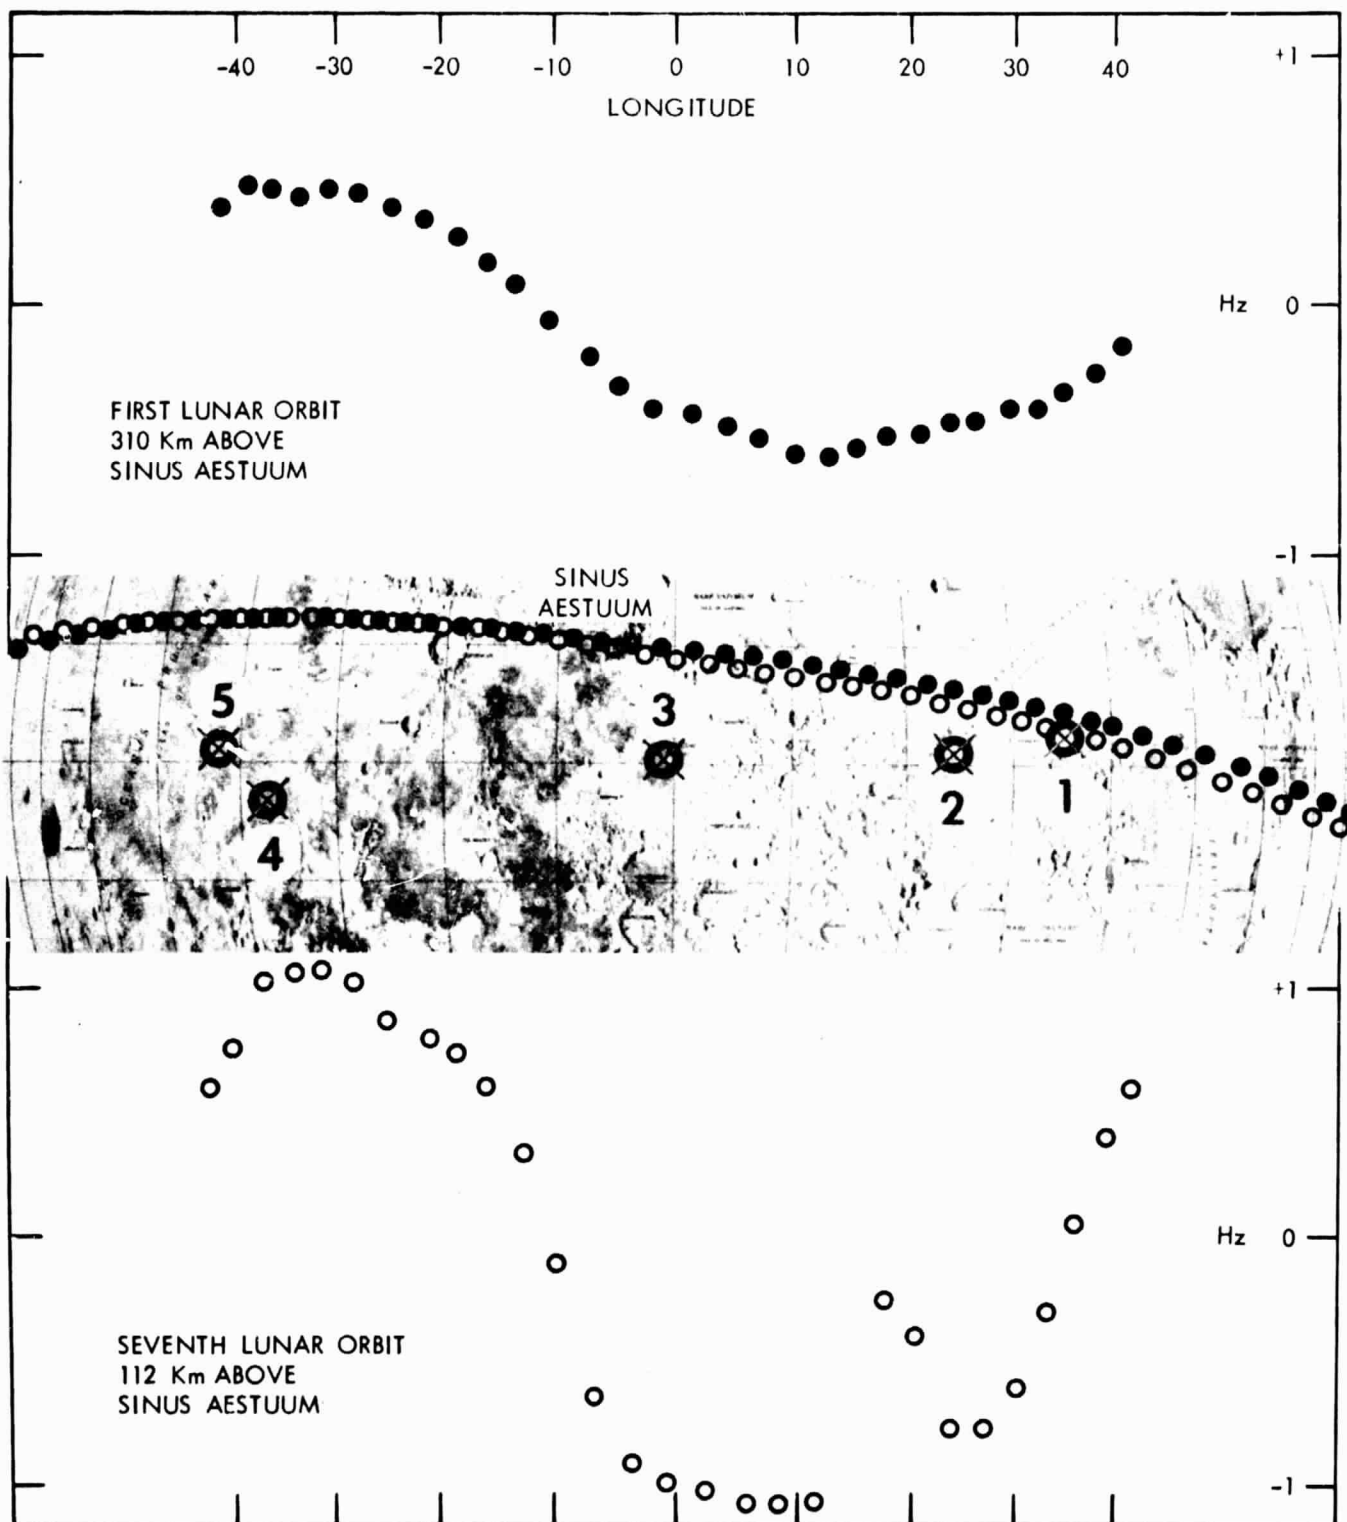 -40 -30 -20 -10 0 10 20 30 40
LONGITUDE
+1
Hz 0
-1
FIRST LUNAR ORBIT
310 Km ABOVE
SINUS AESTUUM
SINUS
AESTUUM
5
4
3
2
1
+1
Hz 0
-1
SEVENTH LUNAR ORBIT
112 Km ABOVE
SINUS AESTUUM